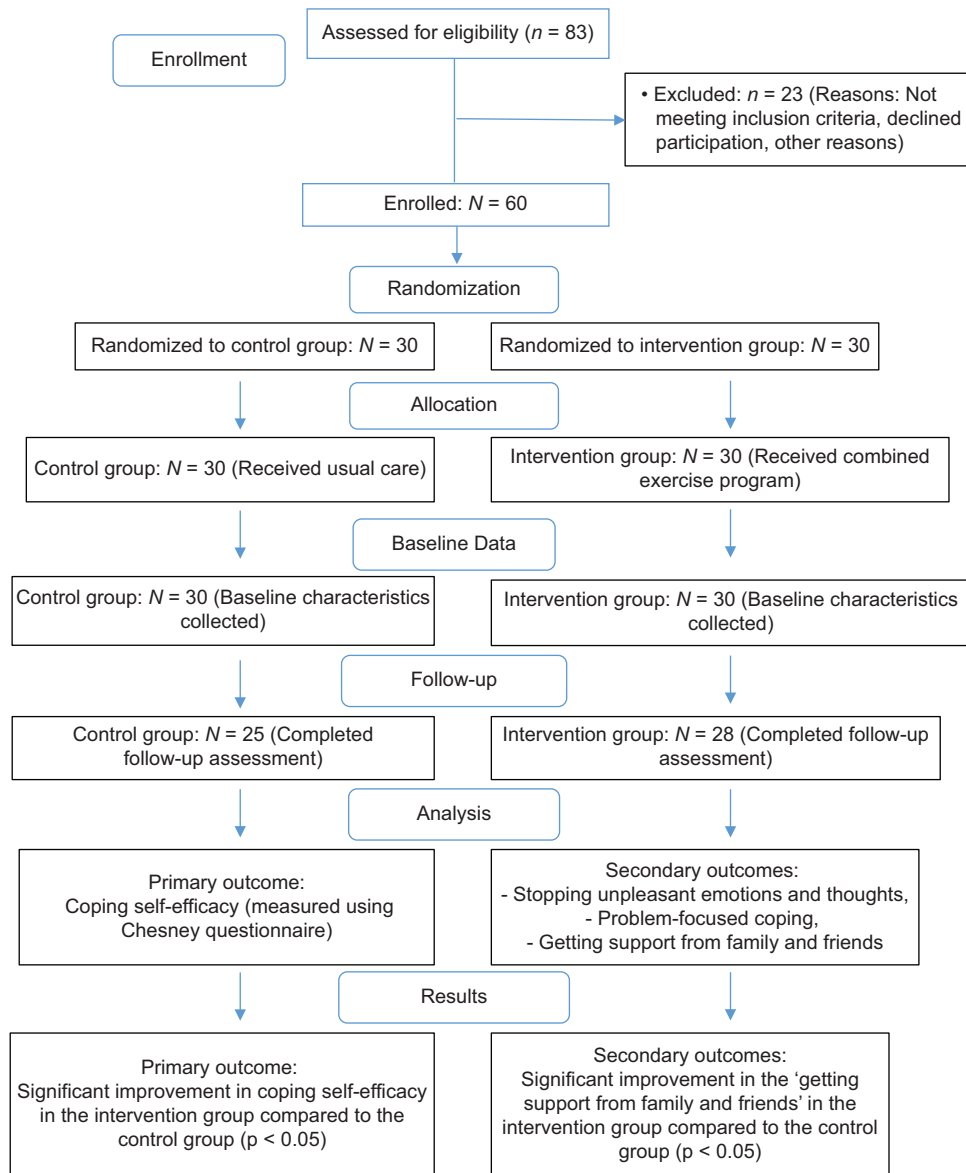 Assessed for eligibility (n = 83)
Enrollment
• Excluded: n = 23 (Reasons: Not
meeting inclusion criteria, declined
participation, other reasons)
Enrolled: N = 60
Randomization
Randomized to control group: N = 30
Randomized to intervention group: N = 30
Allocation
Control group: N = 30 (Received usual care)
Intervention group: N = 30 (Received combined
exercise program)
Baseline Data
Control group: N = 30 (Baseline characteristics
collected)
Intervention group: N = 30 (Baseline characteristics
collected)
Follow-up
Control group: N = 25 (Completed
follow-up assessment)
Intervention group: N = 28 (Completed follow-up
assessment)
Analysis
Primary outcome:
Coping self-efficacy (measured using
Chesney questionnaire)
Secondary outcomes:
- Stopping unpleasant emotions and thoughts,
- Problem-focused coping,
- Getting support from family and friends
Results
Primary outcome:
Significant improvement in coping self-efficacy
in the intervention group compared to the
control group (p < 0.05)
Secondary outcomes:
Significant improvement in the ‘getting
support from family and friends’ in the
intervention group compared to the control
group (p < 0.05)